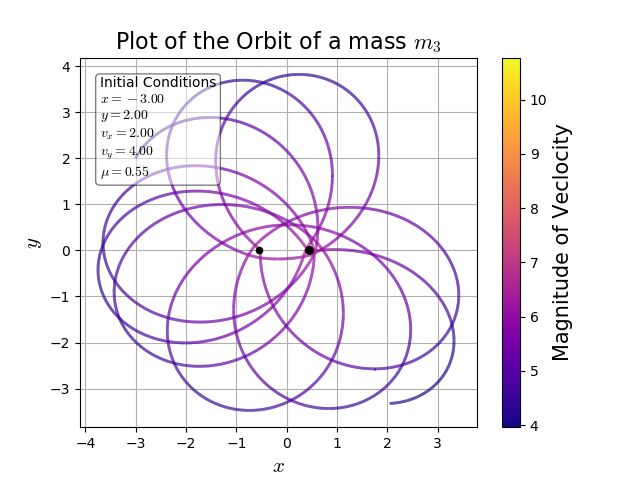 Plot of the Orbit of a mass m₃
Initial Conditions
x = −3.00
y = 2.00
vₓ = 2.00
v_y = 4.00
μ = 0.55
4
3
2
1
0
−1
−2
−3
y
−4 −3 −2 −1 0 1 2 3
x
10
9
8
7
6
5
4
Magnitude of Veclocity